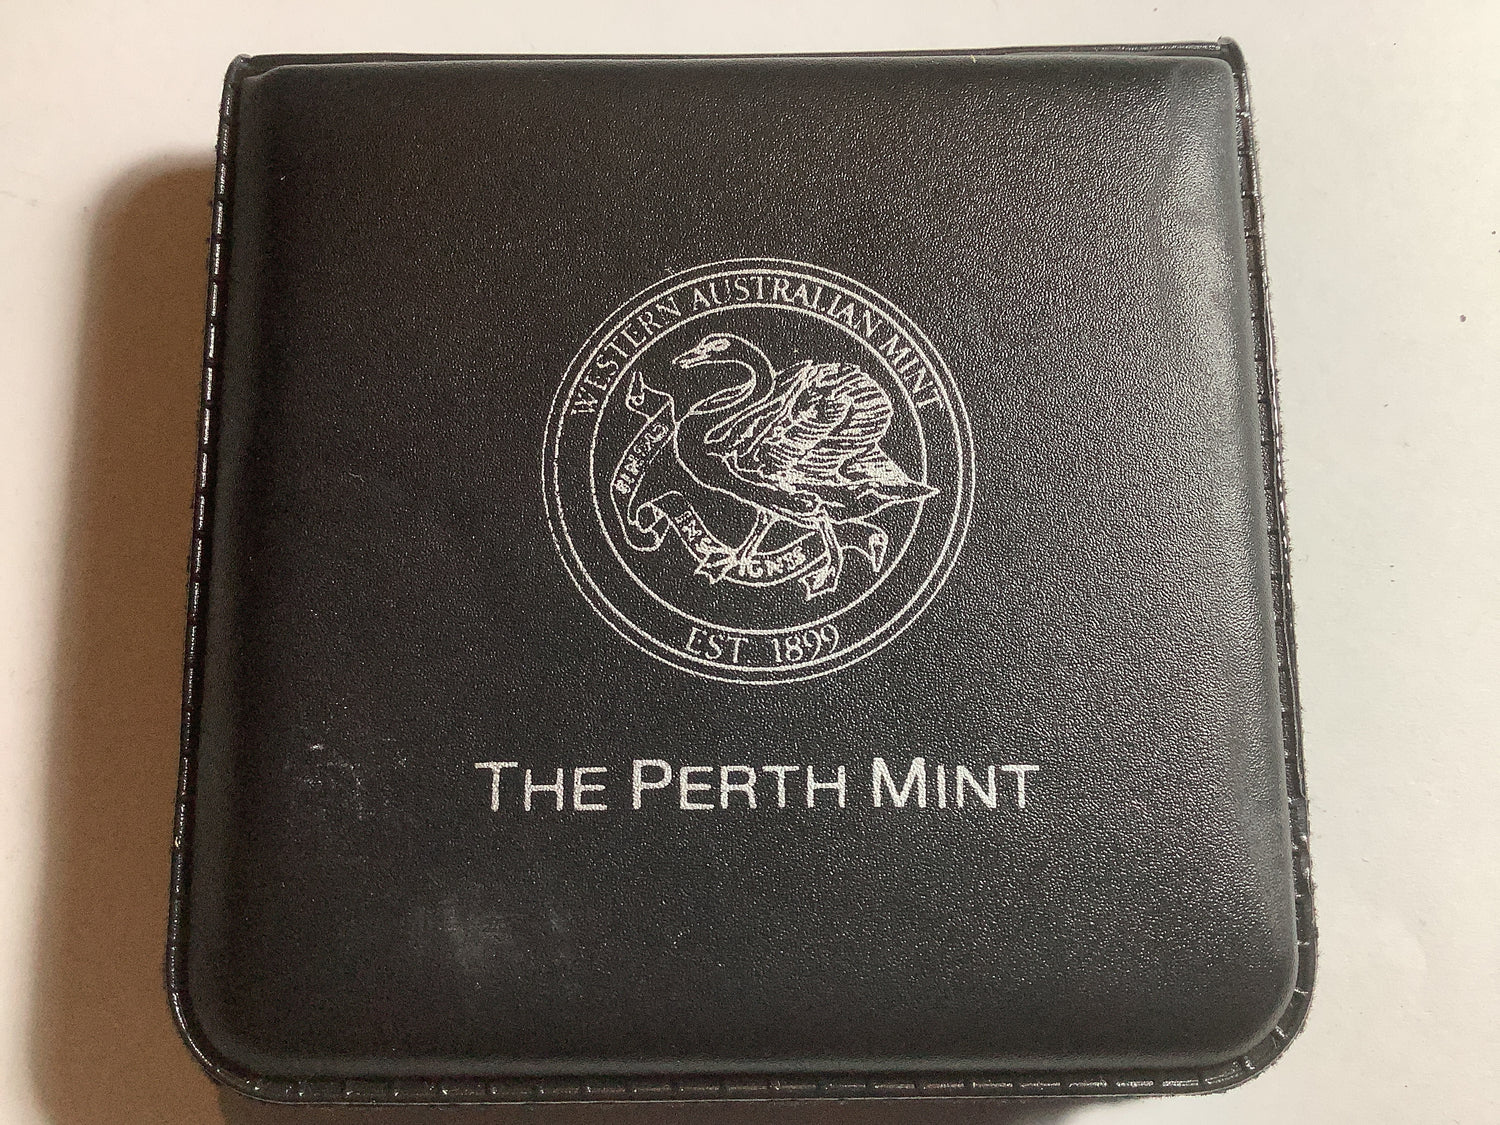 WESTERN AUSTRALIAN MINT
EST. 1899
THE PERTH MINT